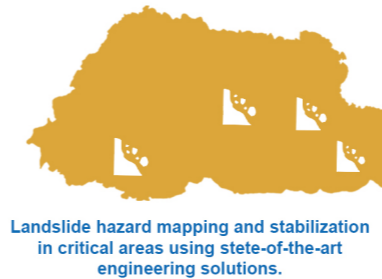 Landslide hazard mapping and stabilization
in critical areas using stete-of-the-art
engineering solutions.